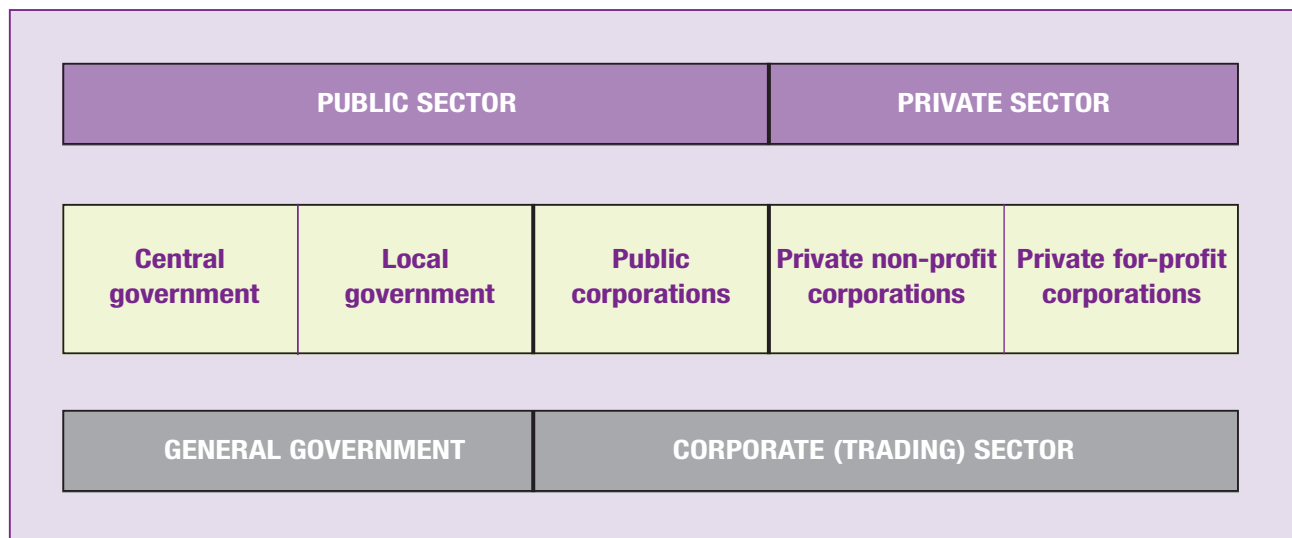 PUBLIC SECTOR
PRIVATE SECTOR
Central
government
Local
government
Public
corporations
Private non-profit
corporations
Private for-profit
corporations
GENERAL GOVERNMENT
CORPORATE (TRADING) SECTOR